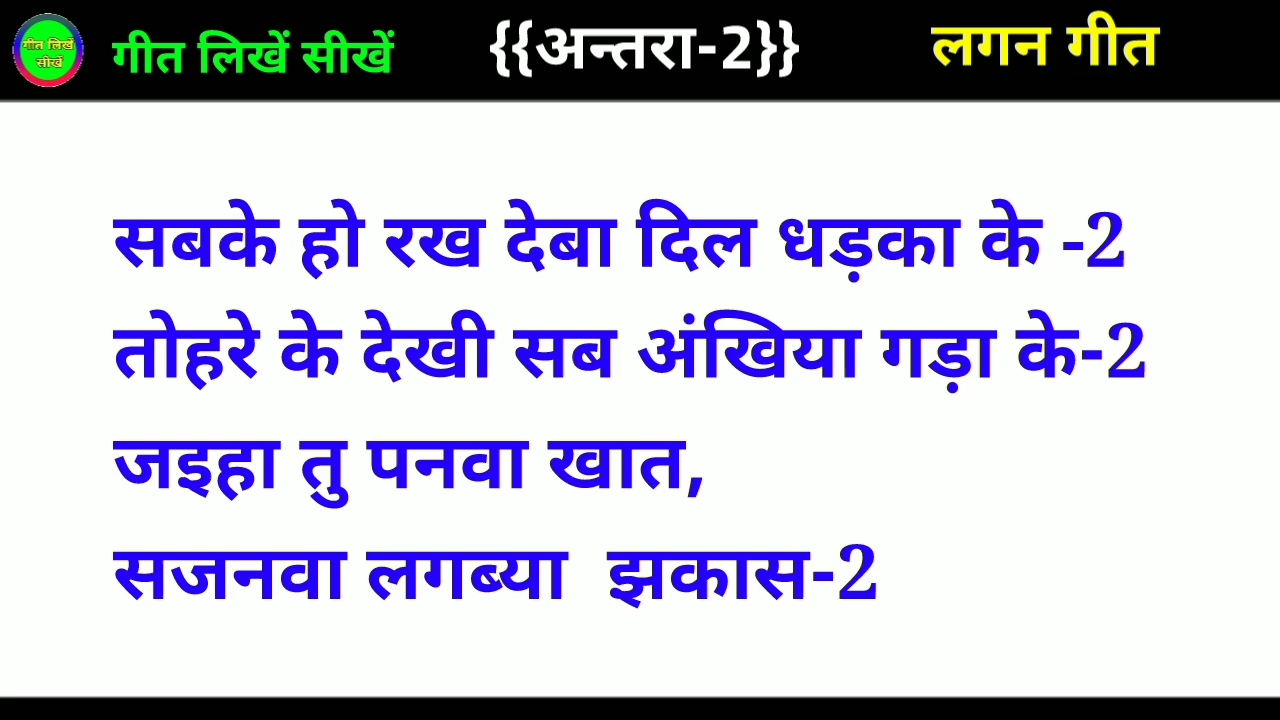 गीत लिखें
सीखें
गीत लिखें सीखें
{{अन्तरा-2}}
लगन गीत
सबके हो रख देबा दिल धड़का के -2
तोहरे के देखी सब अंखिया गड़ा के-2
जइहा तु पनवा खात,
सजनवा लगब्या झकास-2